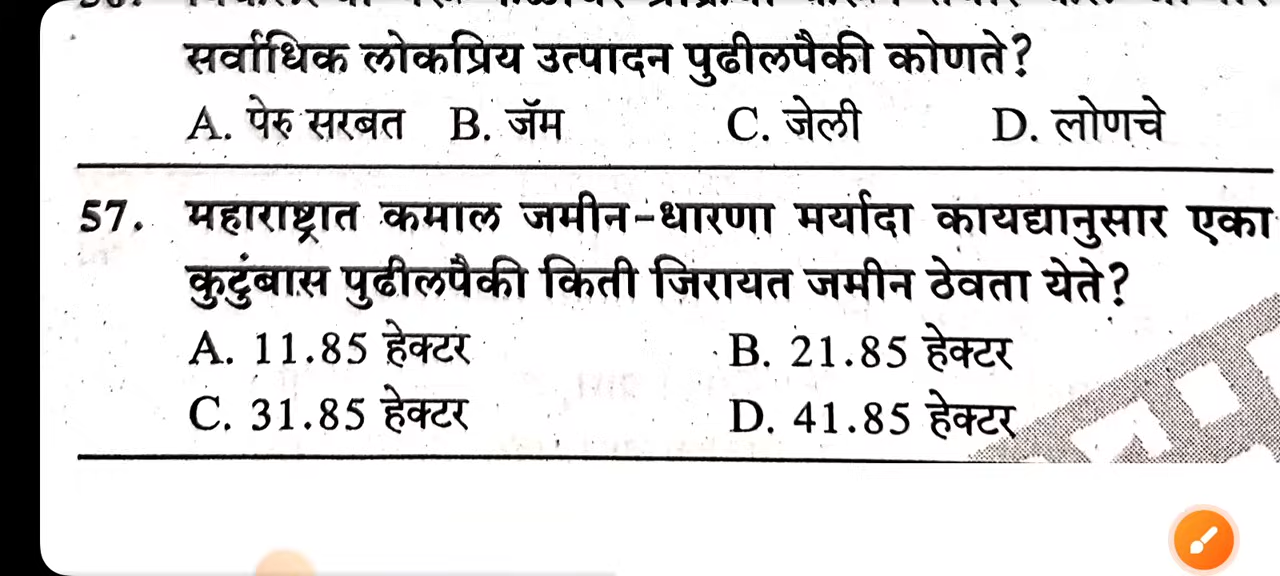 सर्वाधिक लोकप्रिय उत्पादन पुढीलपैकी कोणते?
A. पेरु सरबत B. जॅम C. जेली D. लोणचे
57. महाराष्ट्रात कमाल जमीन-धारणा मर्यादा कायद्यानुसार एका
कुटुंबास पुढीलपैकी किती जिरायत जमीन ठेवता येते?
A. 11.85 हेक्टर B. 21.85 हेक्टर
C. 31.85 हेक्टर D. 41.85 हेक्टर